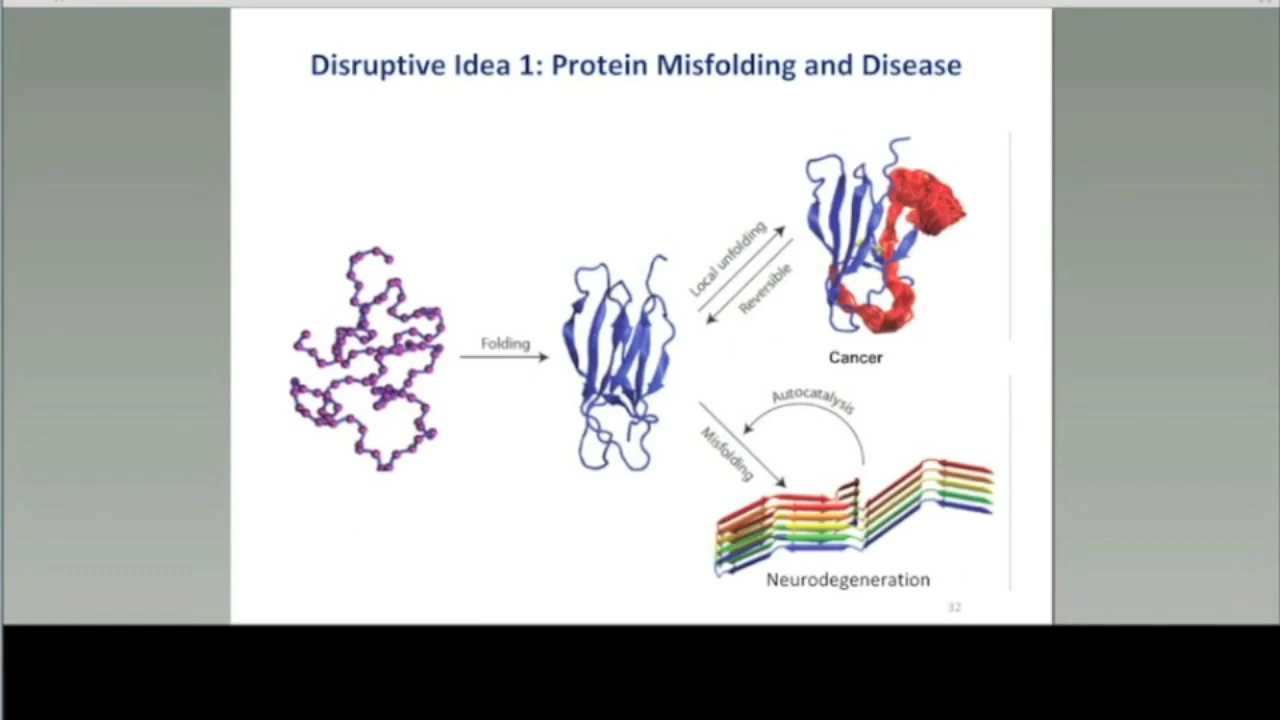 Disruptive Idea 1: Protein Misfolding and Disease
Folding
Local unfolding
Reversible
Cancer
Autocatalysis
Misfolding
Neurodegeneration
32